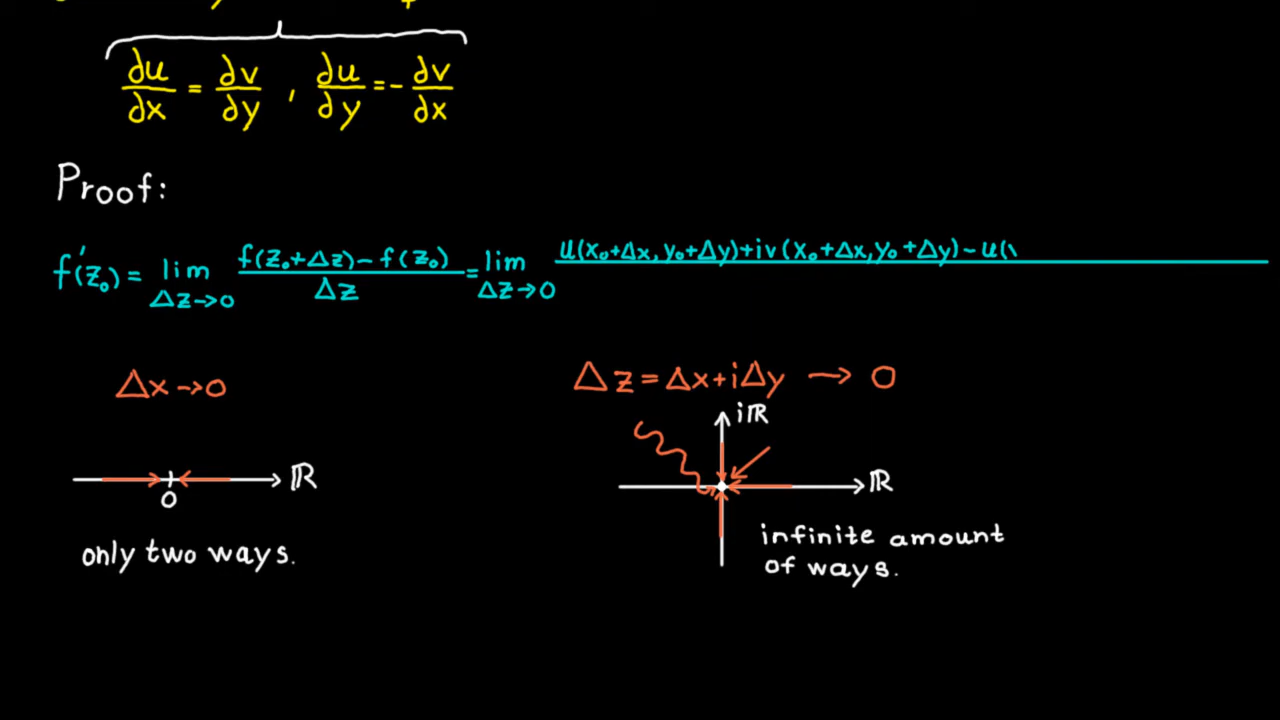 ∂u/∂x = ∂v/∂y , ∂u/∂y = - ∂v/∂x
Proof:
f'(z₀) = lim Δz→0 (f(z₀+Δz) - f(z₀))/Δz = lim Δz→0 u(x₀+Δx, y₀+Δy)+iv(x₀+Δx, y₀+Δy) - u(
Δx → 0
Δz = Δx+iΔy → 0
iℝ
ℝ
0
ℝ
only two ways.
infinite amount
of ways.